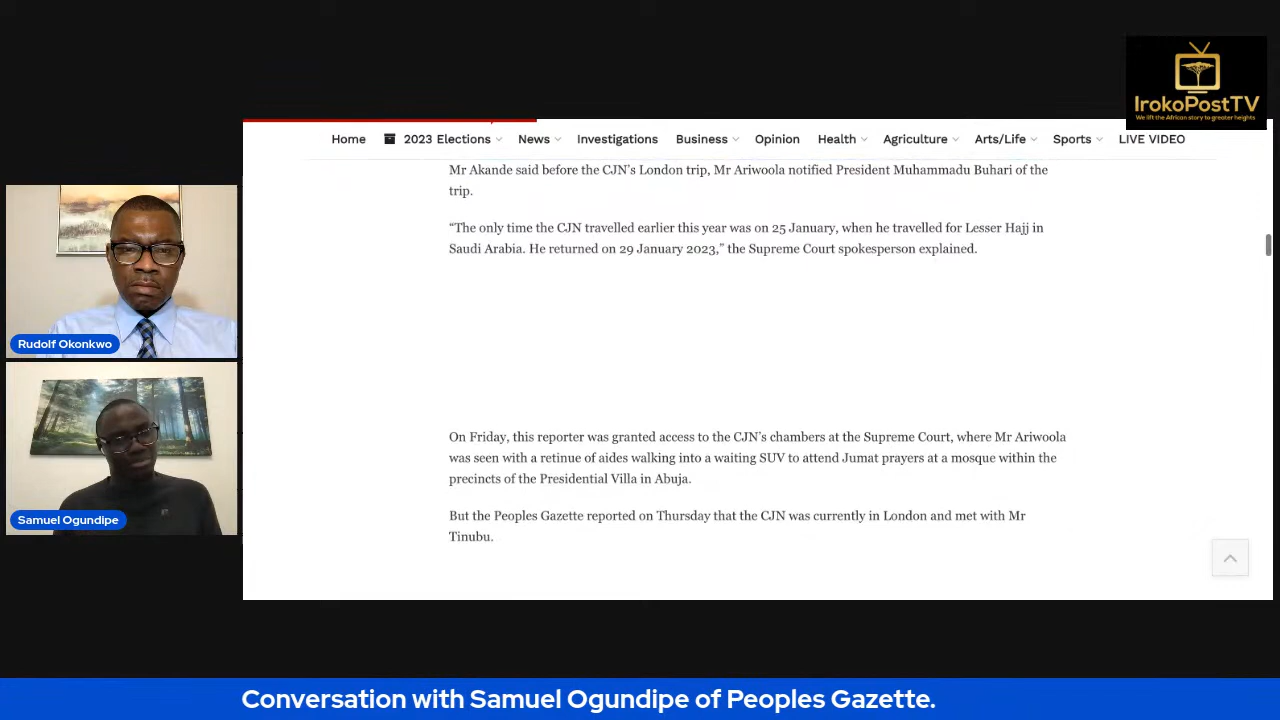 IrokoPostTV
We lift the African story to greater heights
Home 2023 Elections News Investigations Business Opinion Health Agriculture Arts/Life Sports LIVE VIDEO
Mr Akande said before the CJN’s London trip, Mr Ariwoola notified President Muhammadu Buhari of the
trip.
“The only time the CJN travelled earlier this year was on 25 January, when he travelled for Lesser Hajj in
Saudi Arabia. He returned on 29 January 2023,” the Supreme Court spokesperson explained.
On Friday, this reporter was granted access to the CJN’s chambers at the Supreme Court, where Mr Ariwoola
was seen with a retinue of aides walking into a waiting SUV to attend Jumat prayers at a mosque within the
precincts of the Presidential Villa in Abuja.
But the Peoples Gazette reported on Thursday that the CJN was currently in London and met with Mr
Tinubu.
Rudolf Okonkwo
Samuel Ogundipe
Conversation with Samuel Ogundipe of Peoples Gazette.